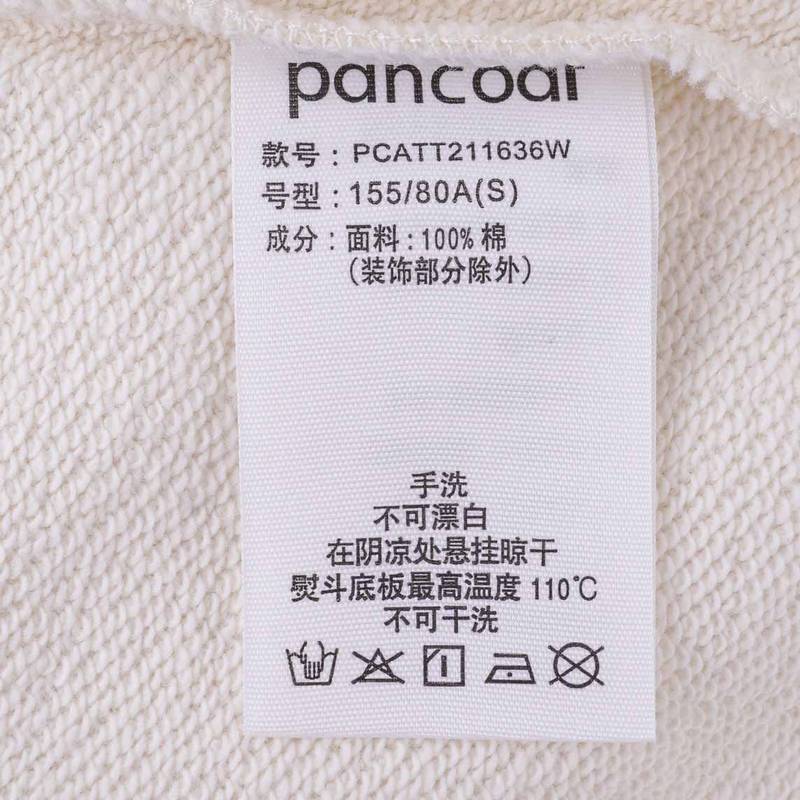 pancoat
款号：PCATT211636W
号型：155/80A(S)
成分：面料：100% 棉
（装饰部分除外）
手洗
不可漂白
在阴凉处悬挂晾干
熨斗底板最高温度 110℃
不可干洗